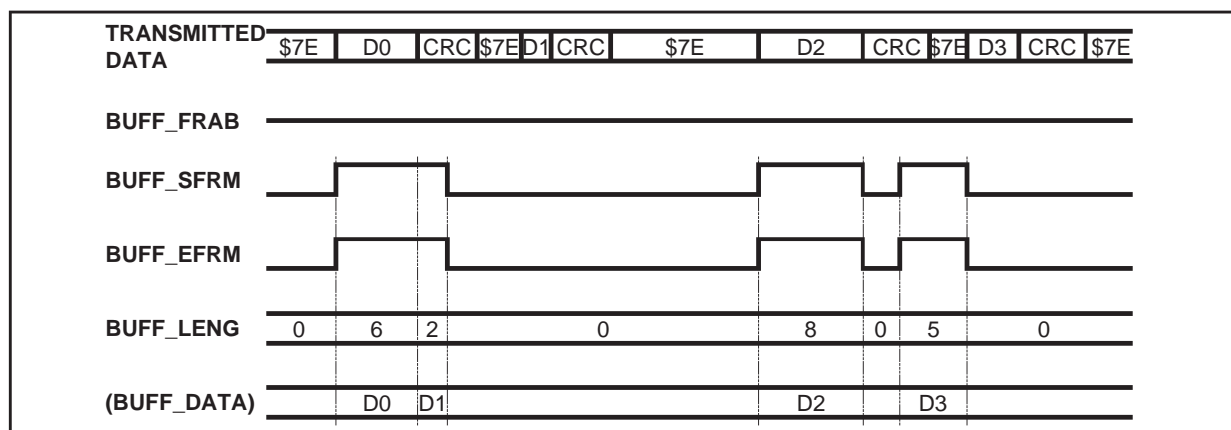 TRANSMITTED DATA $7E D0 CRC $7E D1 CRC $7E D2 CRC $7E D3 CRC $7E
BUFF_FRAB
BUFF_SFRM
BUFF_EFRM
BUFF_LENG 0 6 2 0 8 0 5 0
(BUFF_DATA) D0 D1 D2 D3